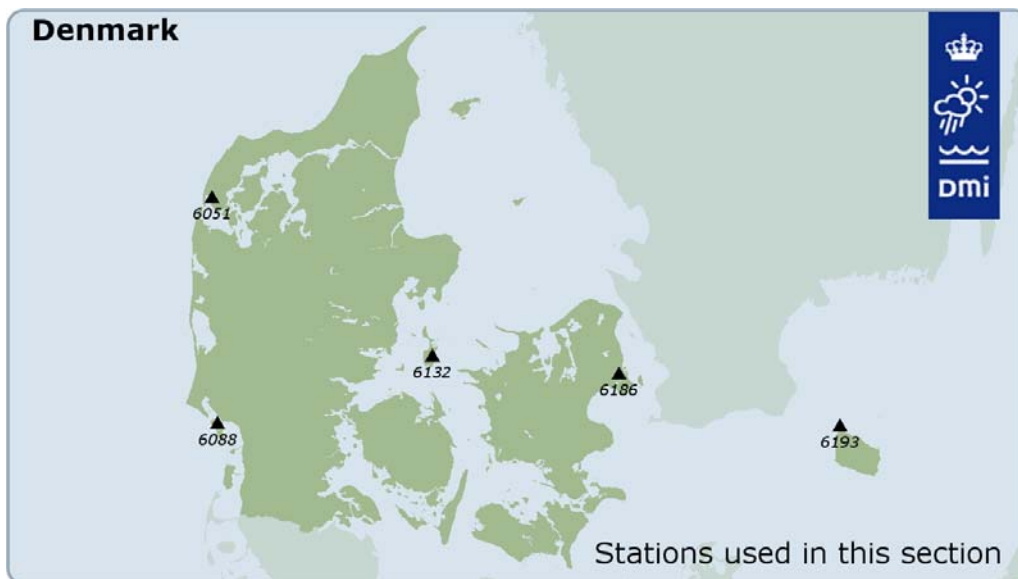 Denmark
DMi
6051
6132
6186
6088
6193
Stations used in this section